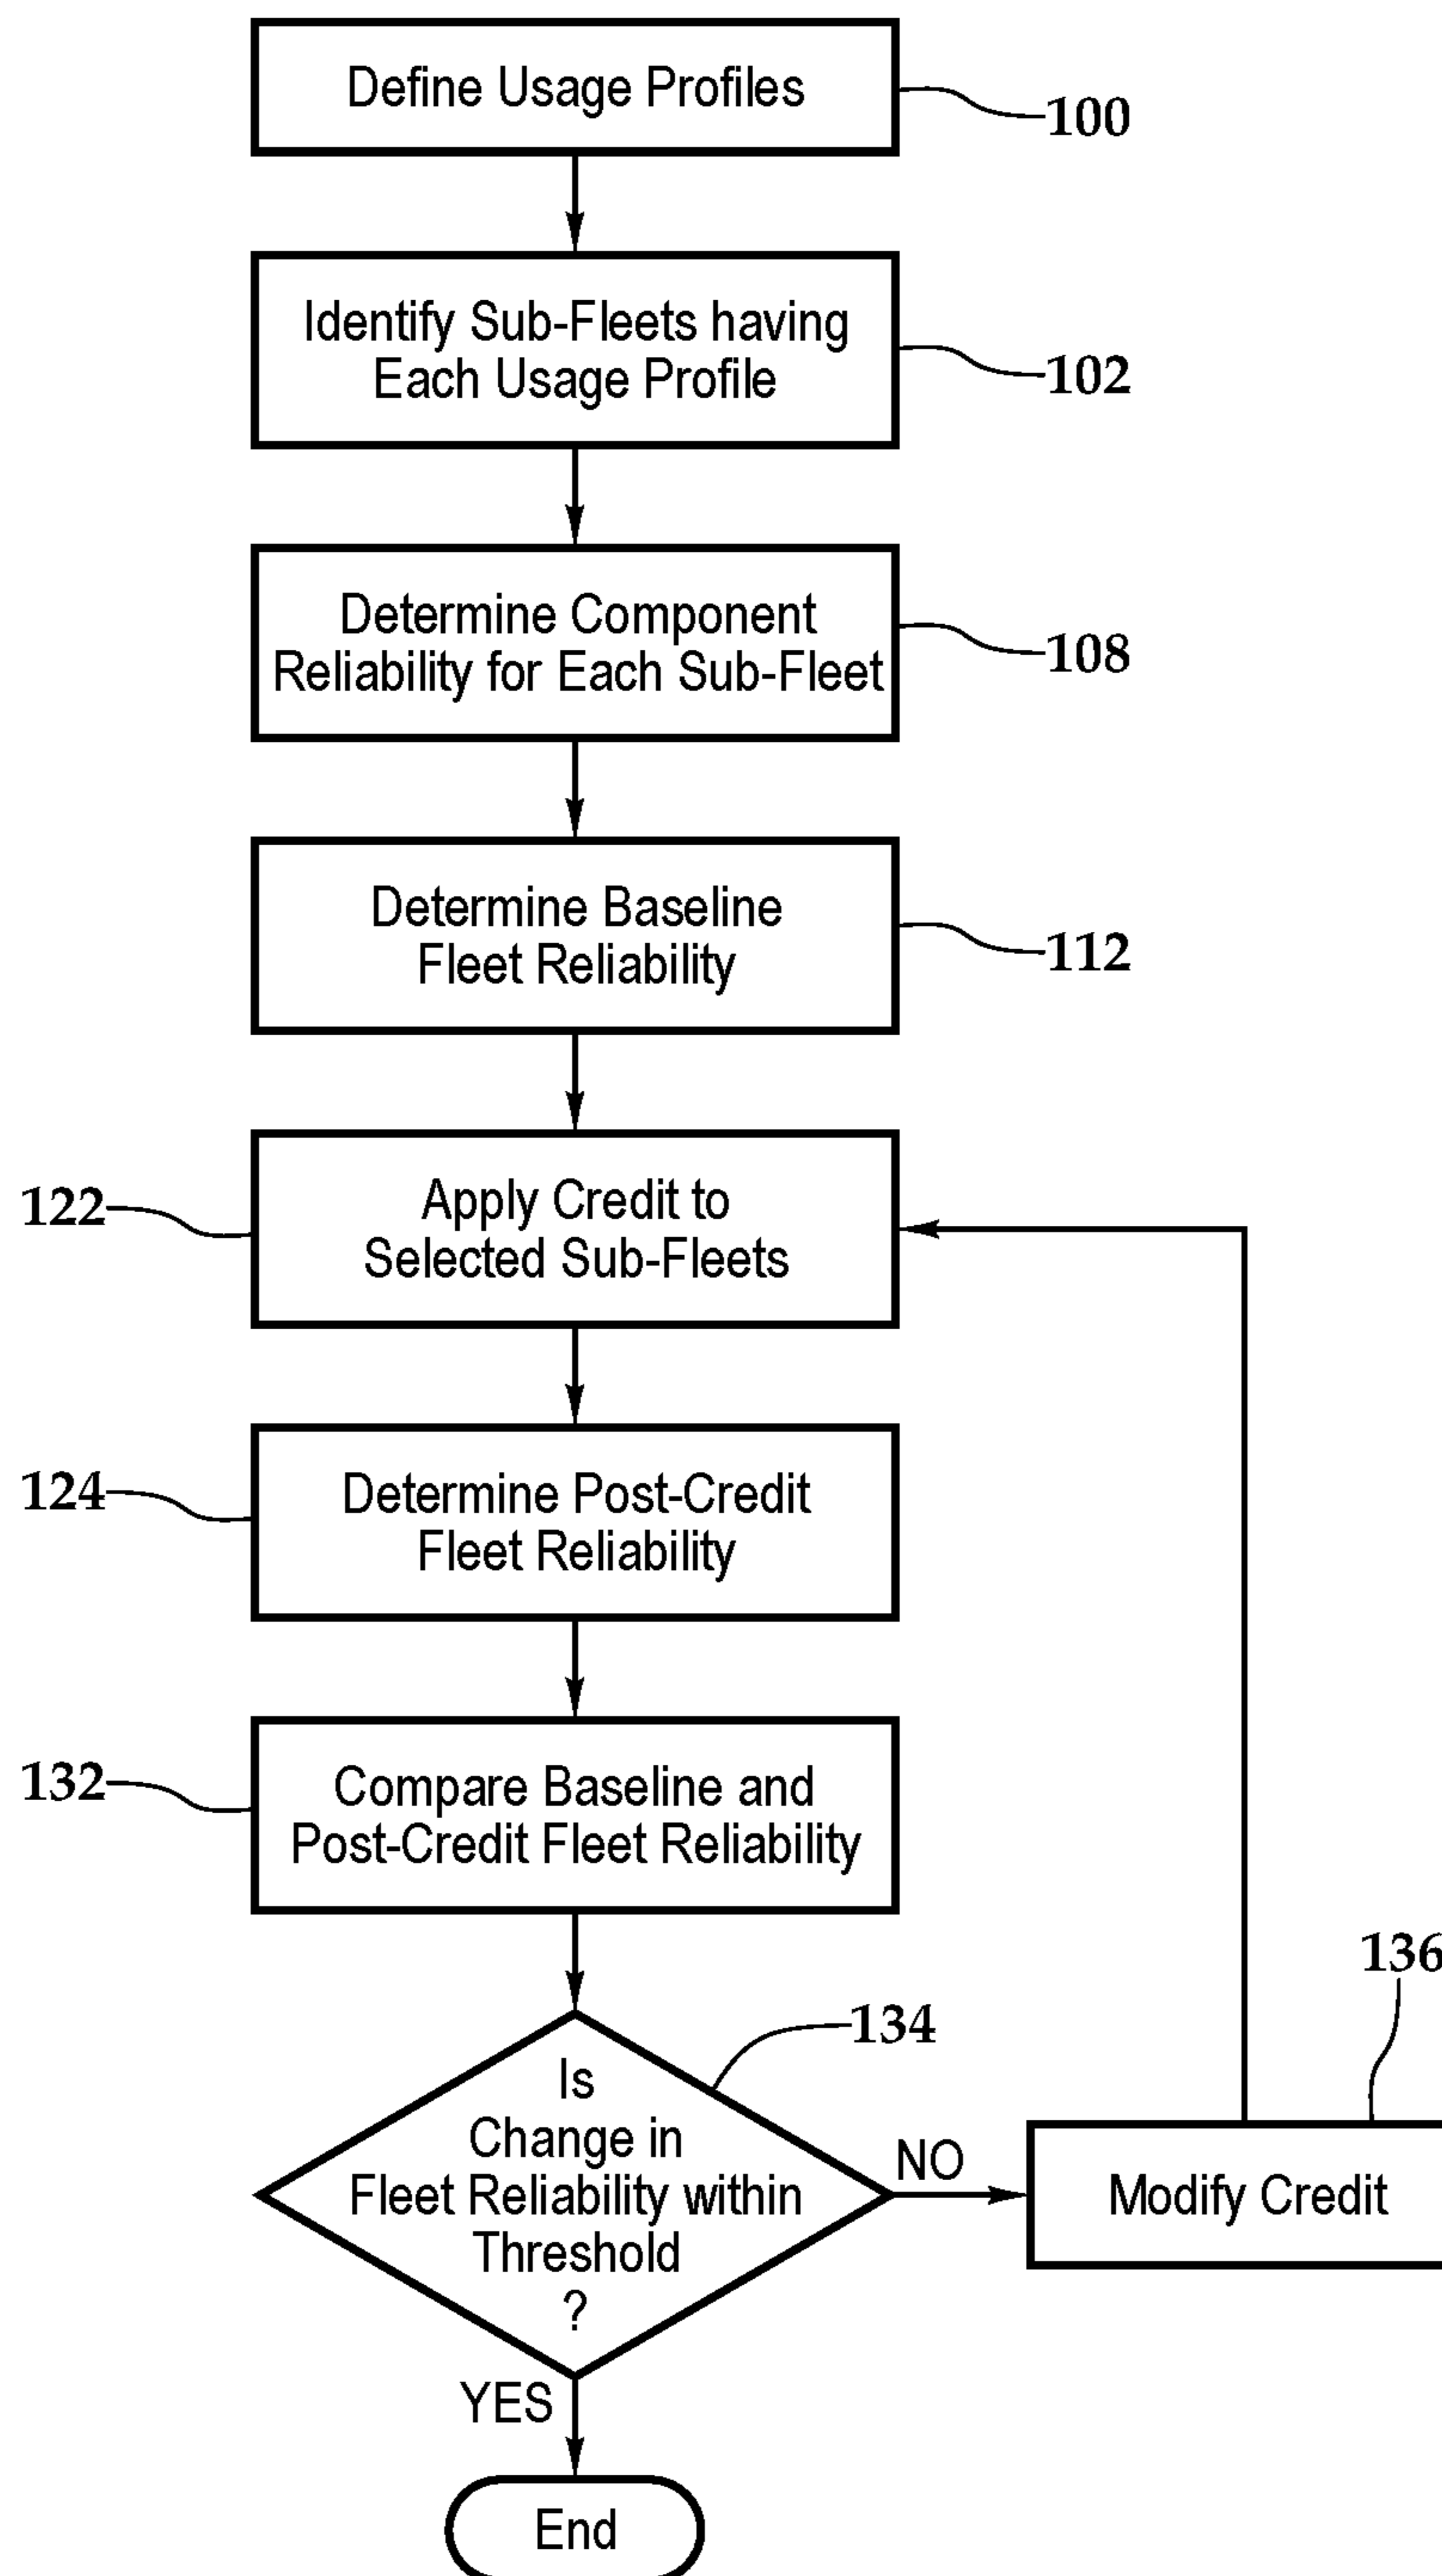 Define Usage Profiles
100
Identify Sub-Fleets having
Each Usage Profile
102
Determine Component
Reliability for Each Sub-Fleet
108
Determine Baseline
Fleet Reliability
112
122
Apply Credit to
Selected Sub-Fleets
124
Determine Post-Credit
Fleet Reliability
132
Compare Baseline and
Post-Credit Fleet Reliability
134
Is
Change in
Fleet Reliability within
Threshold
?
NO
136
Modify Credit
YES
End